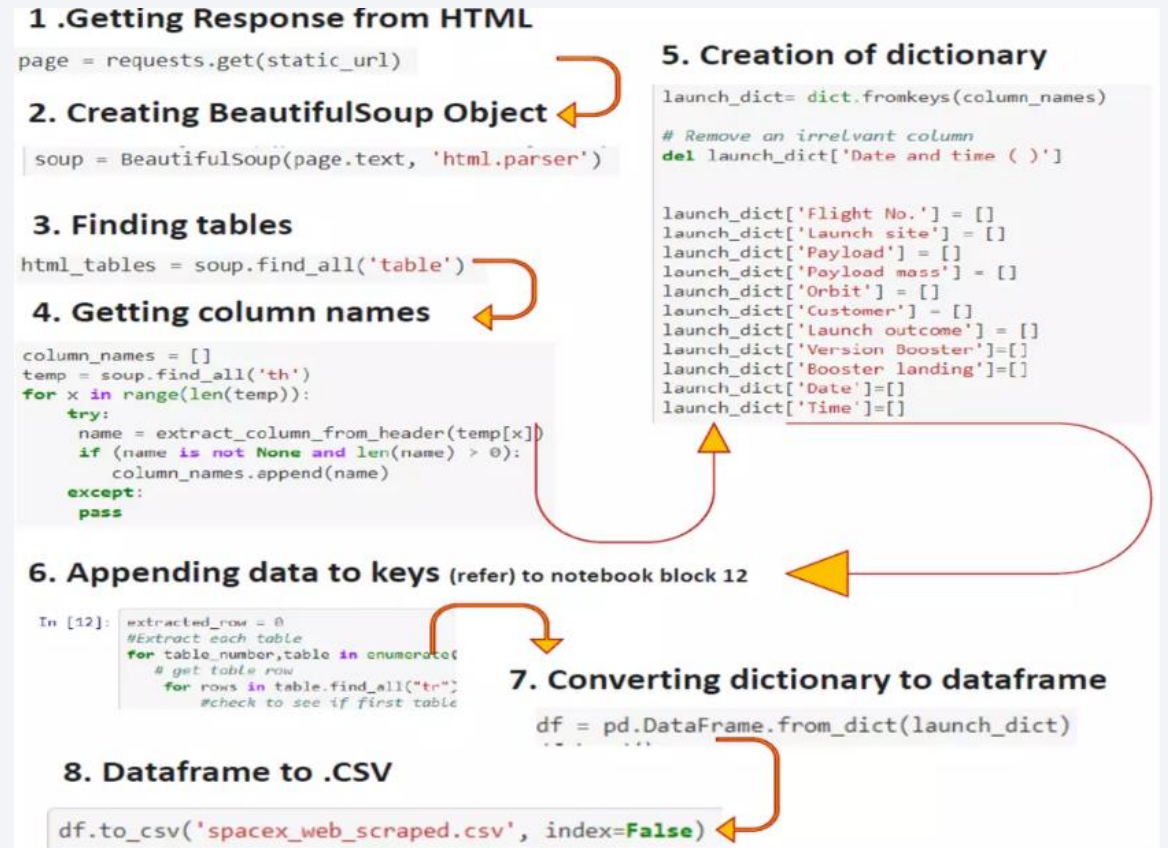 1 .Getting Response from HTML
page = requests.get(static_url)
2. Creating BeautifulSoup Object
soup = BeautifulSoup(page.text, 'html.parser')
3. Finding tables
html_tables = soup.find_all('table')
4. Getting column names
column_names = []
temp = soup.find_all('th')
for x in range(len(temp)):
try:
name = extract_column_from_header(temp[x])
if (name is not None and len(name) > 0):
column_names.append(name)
except:
pass
5. Creation of dictionary
launch_dict= dict.fromkeys(column_names)
# Remove an irrelvant column
del launch_dict['Date and time ( )']
launch_dict['Flight No.'] = []
launch_dict['Launch site'] = []
launch_dict['Payload'] = []
launch_dict['Payload mass'] = []
launch_dict['Orbit'] = []
launch_dict['Customer'] = []
launch_dict['Launch outcome'] = []
launch_dict['Version Booster']=[]
launch_dict['Booster landing']=[]
launch_dict['Date']=[]
launch_dict['Time']=[]
6. Appending data to keys (refer) to notebook block 12
In [12]: extracted_row = 0
#Extract each table
for table_number,table in enumerate(
# get table row
for rows in table.find_all("tr")
#check to see if first table
7. Converting dictionary to dataframe
df = pd.DataFrame.from_dict(launch_dict)
8. Dataframe to .CSV
df.to_csv('spacex_web_scraped.csv', index=False)